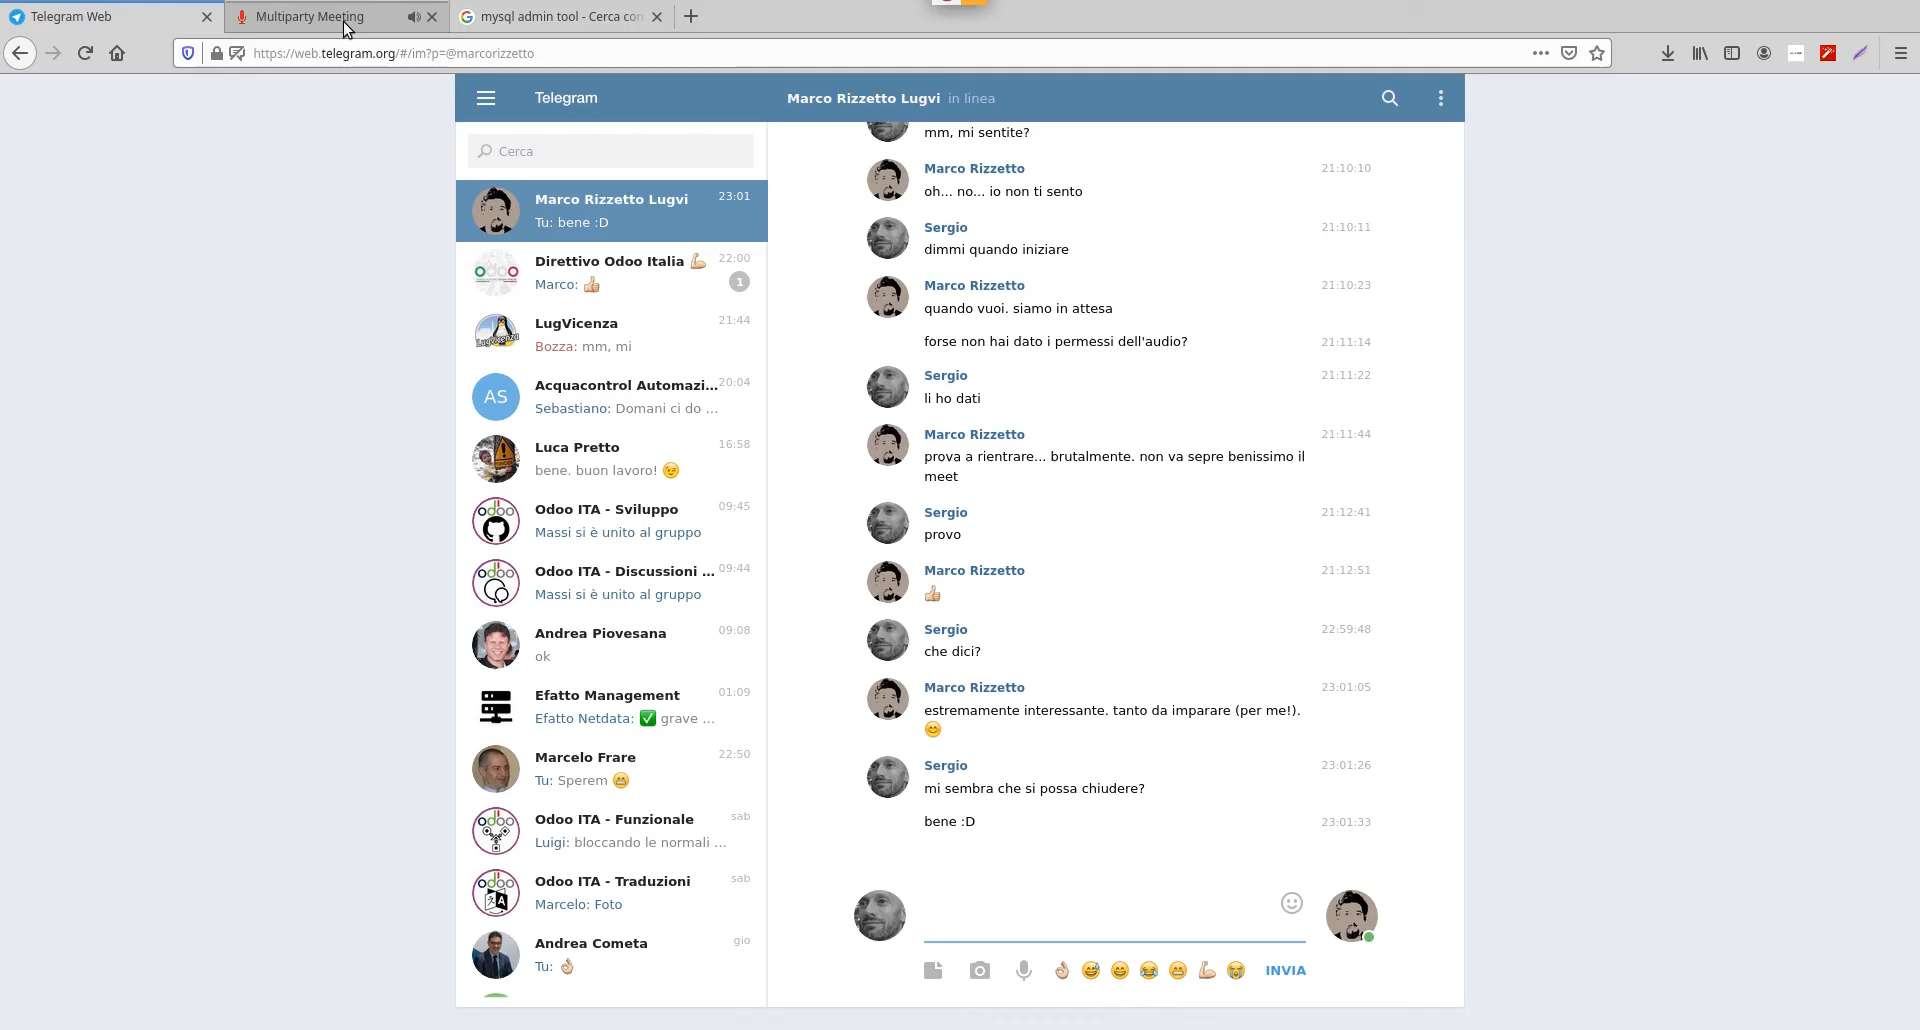 Telegram Web
Multiparty Meeting
mysql admin tool - Cerca con
https://web.telegram.org/#/im?p=@marcorizzetto
Telegram
Marco Rizzetto Lugvi in linea
Cerca
Marco Rizzetto Lugvi 23:01
Tu: bene :D
Direttivo Odoo Italia 💪🏻 22:00
Marco: 👍🏻 1
LugVicenza 21:44
Bozza: mm, mi
Acquacontrol Automazi... 20:04
AS
Sebastiano: Domani ci do ...
Luca Pretto 16:58
bene. buon lavoro! 😉
Odoo ITA - Sviluppo 09:45
Massi si è unito al gruppo
Odoo ITA - Discussioni ... 09:44
Massi si è unito al gruppo
Andrea Piovesana 09:08
ok
Efatto Management 01:09
Efatto Netdata: ✅ grave ...
Marcelo Frare 22:50
Tu: Sperem 😁
Odoo ITA - Funzionale sab
Luigi: bloccando le normali ...
Odoo ITA - Traduzioni sab
Marcelo: Foto
Andrea Cometa gio
Tu: 👌🏻
mm, mi sentite?
Marco Rizzetto 21:10:10
oh... no... io non ti sento
Sergio 21:10:11
dimmi quando iniziare
Marco Rizzetto 21:10:23
quando vuoi. siamo in attesa
forse non hai dato i permessi dell'audio? 21:11:14
Sergio 21:11:22
li ho dati
Marco Rizzetto 21:11:44
prova a rientrare... brutalmente. non va sepre benissimo il
meet
Sergio 21:12:41
provo
Marco Rizzetto 21:12:51
👍🏻
Sergio 22:59:48
che dici?
Marco Rizzetto 23:01:05
estremamente interessante. tanto da imparare (per me!).
😊
Sergio 23:01:26
mi sembra che si possa chiudere?
bene :D 23:01:33
INVIA